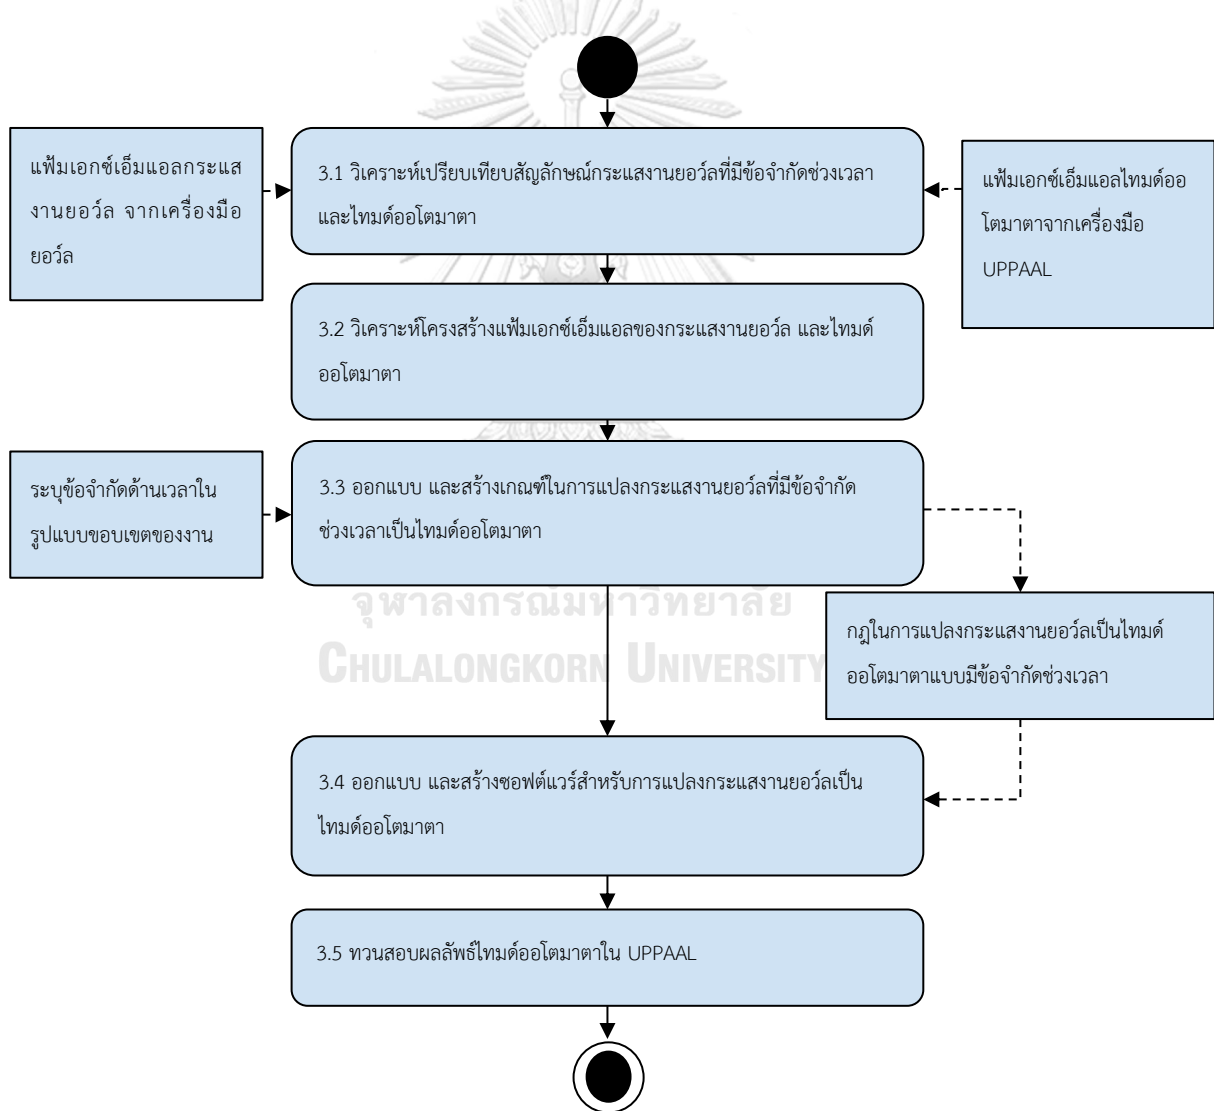 แฟ้มเอกซ์เอ็มแอลกระแส
งานยอว์ล จากเครื่องมือ
ยอว์ล
3.1 วิเคราะห์เปรียบเทียบสัญลักษณ์กระแสงานยอว์ลที่มีข้อจำกัดช่วงเวลา
และไทมด์ออโตมาตา
แฟ้มเอกซ์เอ็มแอลไทมด์ออ
โตมาตาจากเครื่องมือ
UPPAAL
3.2 วิเคราะห์โครงสร้างแฟ้มเอกซ์เอ็มแอลของกระแสงานยอว์ล และไทมด์
ออโตมาตา
ระบุข้อจำกัดด้านเวลาใน
รูปแบบขอบเขตของงาน
3.3 ออกแบบ และสร้างเกณฑ์ในการแปลงกระแสงานยอว์ลที่มีข้อจำกัด
ช่วงเวลาเป็นไทมด์ออโตมาตา
จุฬาลงกรณ์มหาวิทยาลัย
CHULALONGKORN UNIVERSITY
กฎในการแปลงกระแสงานยอว์ลเป็นไทมด์
ออโตมาตาแบบมีข้อจำกัดช่วงเวลา
3.4 ออกแบบ และสร้างซอฟต์แวร์สำหรับการแปลงกระแสงานยอว์ลเป็น
ไทมด์ออโตมาตา
3.5 ทวนสอบผลลัพธ์ไทมด์ออโตมาตาใน UPPAAL